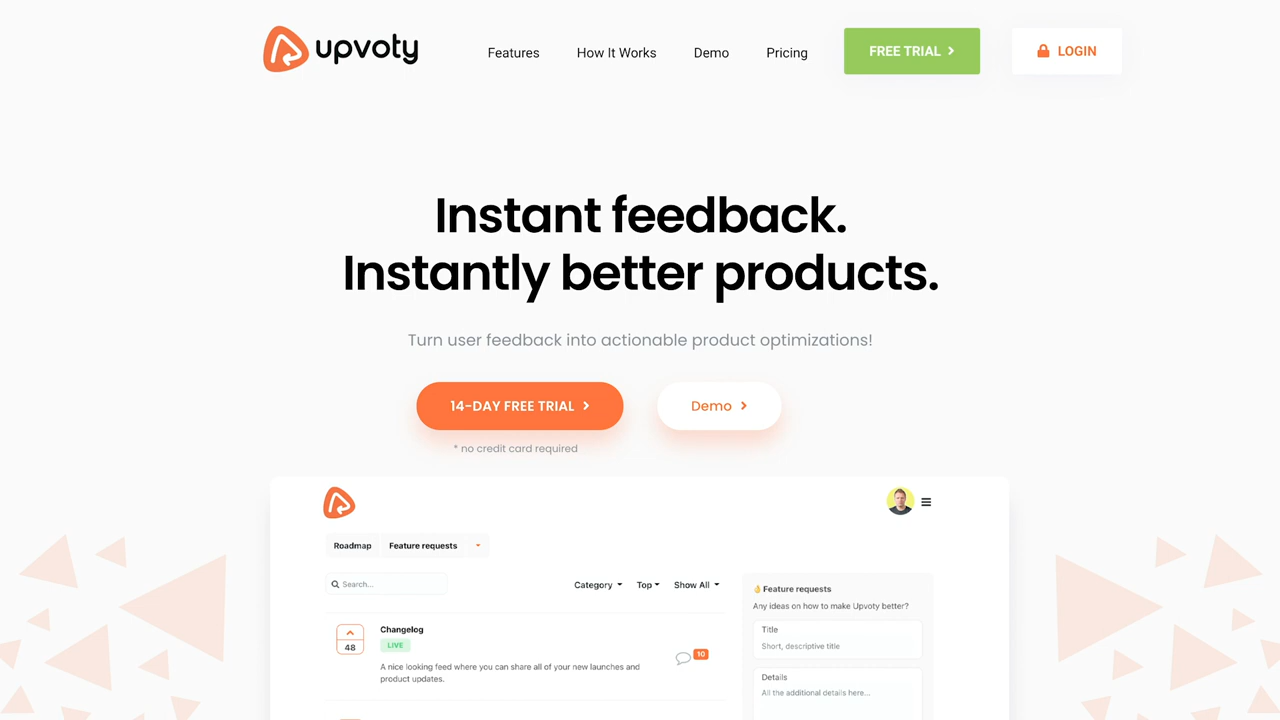 upvoty
Features
How It Works
Demo
Pricing
FREE TRIAL
LOGIN
Instant feedback.
Instantly better products.
Turn user feedback into actionable product optimizations!
14-DAY FREE TRIAL
Demo
* no credit card required
Roadmap
Feature requests
Search...
Category
Top
Show All
48
Changelog
LIVE
A nice looking feed where you can share all of your new launches and
product updates.
10
Feature requests
Any ideas on how to make Upvoty better?
Title
Short, descriptive title
Details
All the additional details here...